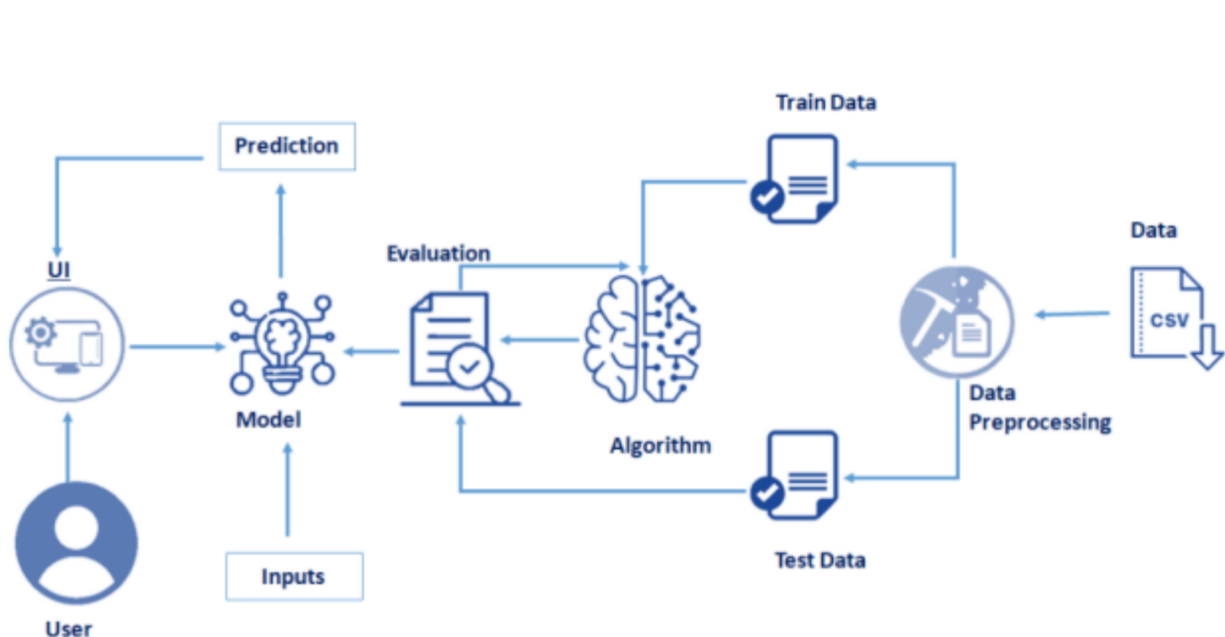 Train Data
Prediction
Data
Evaluation
UI
CSV
Data
Preprocessing
Model
Algorithm
Test Data
Inputs
User